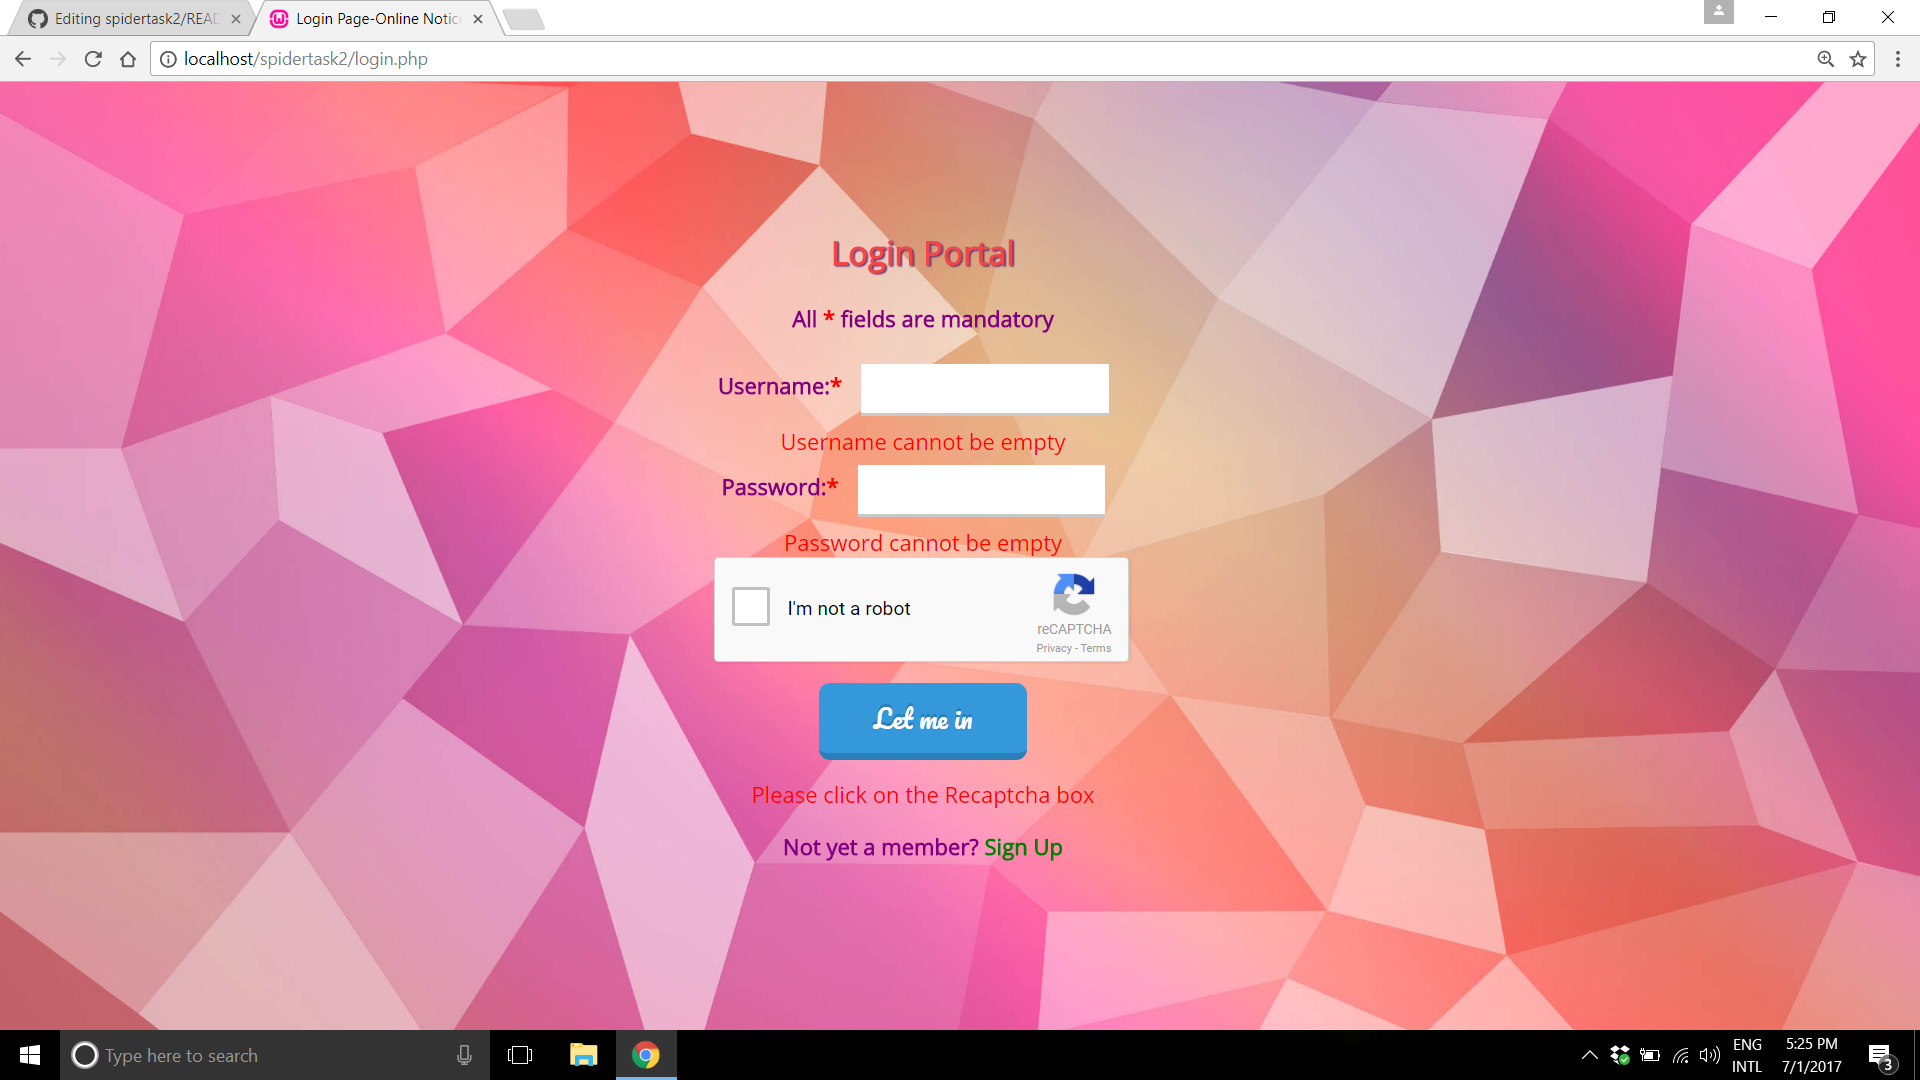 Editing spidertask2/READ
Login Page-Online Notic
localhost/spidertask2/login.php
Login Portal
All * fields are mandatory
Username:*
Username cannot be empty
Password:*
Password cannot be empty
I'm not a robot
reCAPTCHA
Privacy - Terms
Let me in
Please click on the Recaptcha box
Not yet a member? Sign Up
Type here to search
ENG
INTL
5:25 PM
7/1/2017
3